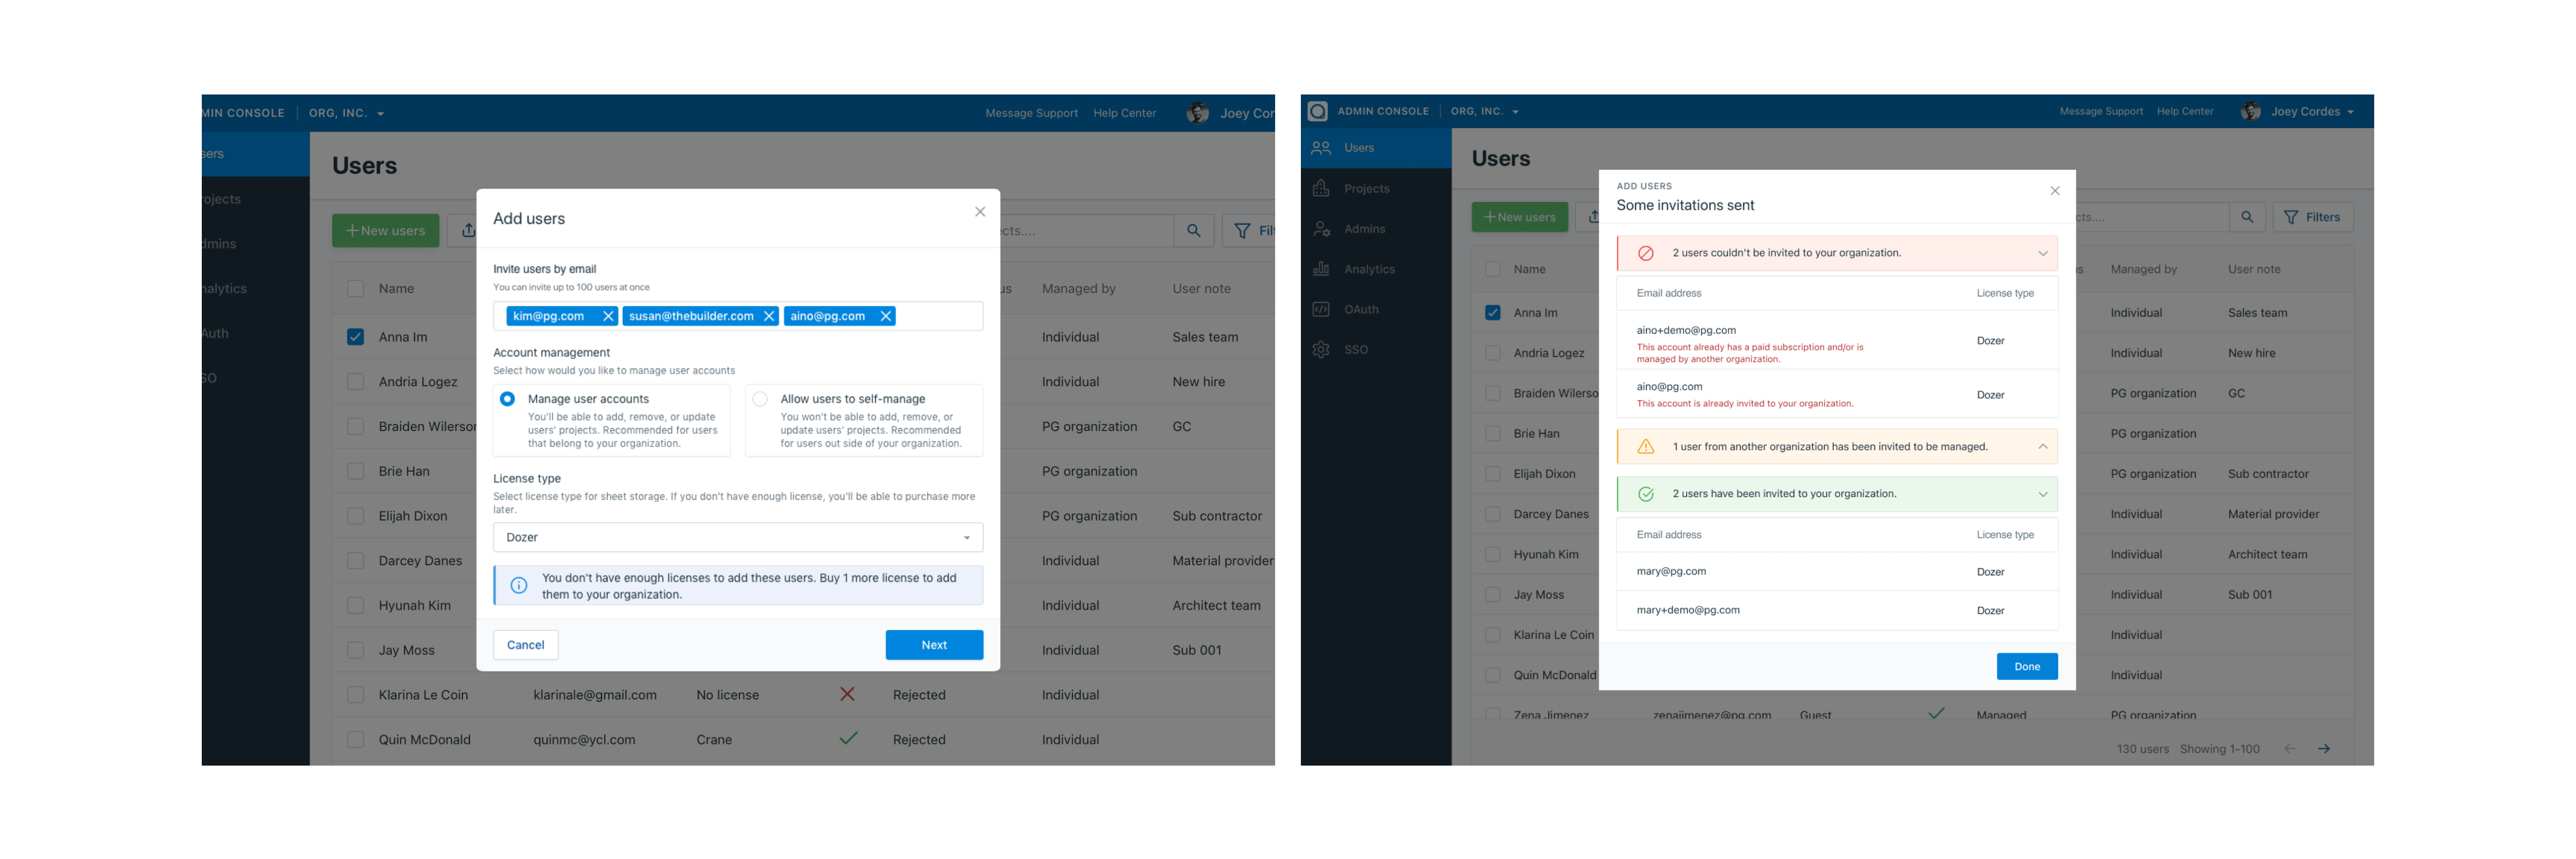 MIN CONSOLE ORG, INC. Message Support Help Center Joey Cor
sers
rojects
dmins
nalytics
Auth
SO
Users
+New users cts.... Filt
Name us Managed by User note
Anna Im Individual Sales team
Andria Logez Individual New hire
Braiden Wilerson PG organization GC
Brie Han PG organization
Elijah Dixon PG organization Sub contractor
Darcey Danes Individual Material provider
Hyunah Kim Individual Architect team
Jay Moss Individual Sub 001
Klarina Le Coin klarinale@gmail.com No license Rejected Individual
Quin McDonald quinmc@ycl.com Crane Rejected Individual
Add users
Invite users by email
You can invite up to 100 users at once
kim@pg.com susan@thebuilder.com aino@pg.com
Account management
Select how would you like to manage user accounts
Manage user accounts
You'll be able to add, remove, or update
users' projects. Recommended for users
that belong to your organization.
Allow users to self-manage
You won't be able to add, remove, or
update users' projects. Recommended
for users out side of your organization.
License type
Select license type for sheet storage. If you don't have enough license, you'll be able to purchase more
later.
Dozer
You don't have enough licenses to add these users. Buy 1 more license to add
them to your organization.
Cancel Next
ADMIN CONSOLE ORG, INC. Message Support Help Center Joey Cordes
Users
Projects
Admins
Analytics
OAuth
SSO
Users
+New users cts.... Filters
Name s Managed by User note
Anna Im Individual Sales team
Andria Logez Individual New hire
Braiden Wilerso PG organization GC
Brie Han PG organization
Elijah Dixon PG organization Sub contractor
Darcey Danes Individual Material provider
Hyunah Kim Individual Architect team
Jay Moss Individual Sub 001
Klarina Le Coin Individual
Quin McDonald Individual
Zena Jimenez zenajimenez@pg.com Guest Managed PG organization
130 users Showing 1-100
ADD USERS
Some invitations sent
2 users couldn't be invited to your organization.
Email address License type
aino+demo@pg.com Dozer
This account already has a paid subscription and/or is
managed by another organization.
aino@pg.com Dozer
This account is already invited to your organization.
1 user from another organization has been invited to be managed.
2 users have been invited to your organization.
Email address License type
mary@pg.com Dozer
mary+demo@pg.com Dozer
Done